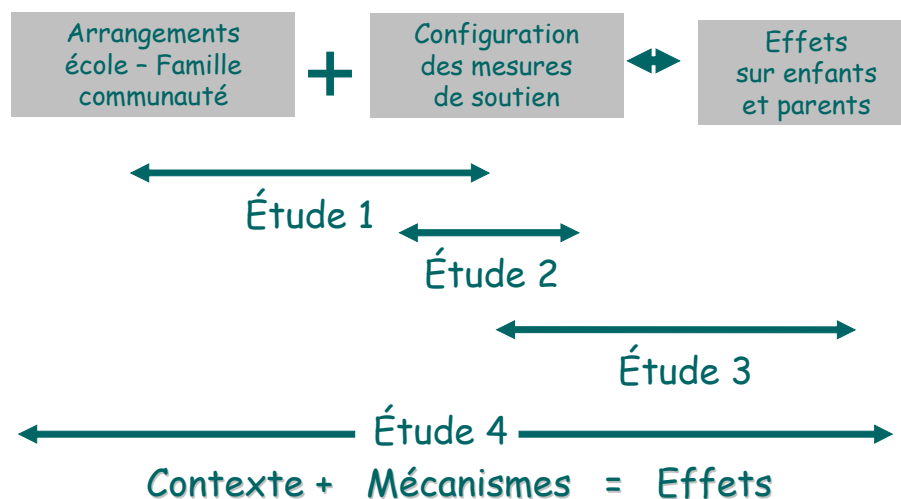 Arrangements
école – Famille
communauté
+
Configuration
des mesures
de soutien
Effets
sur enfants
et parents
Étude 1
Étude 2
Étude 3
Étude 4
Contexte + Mécanismes = Effets